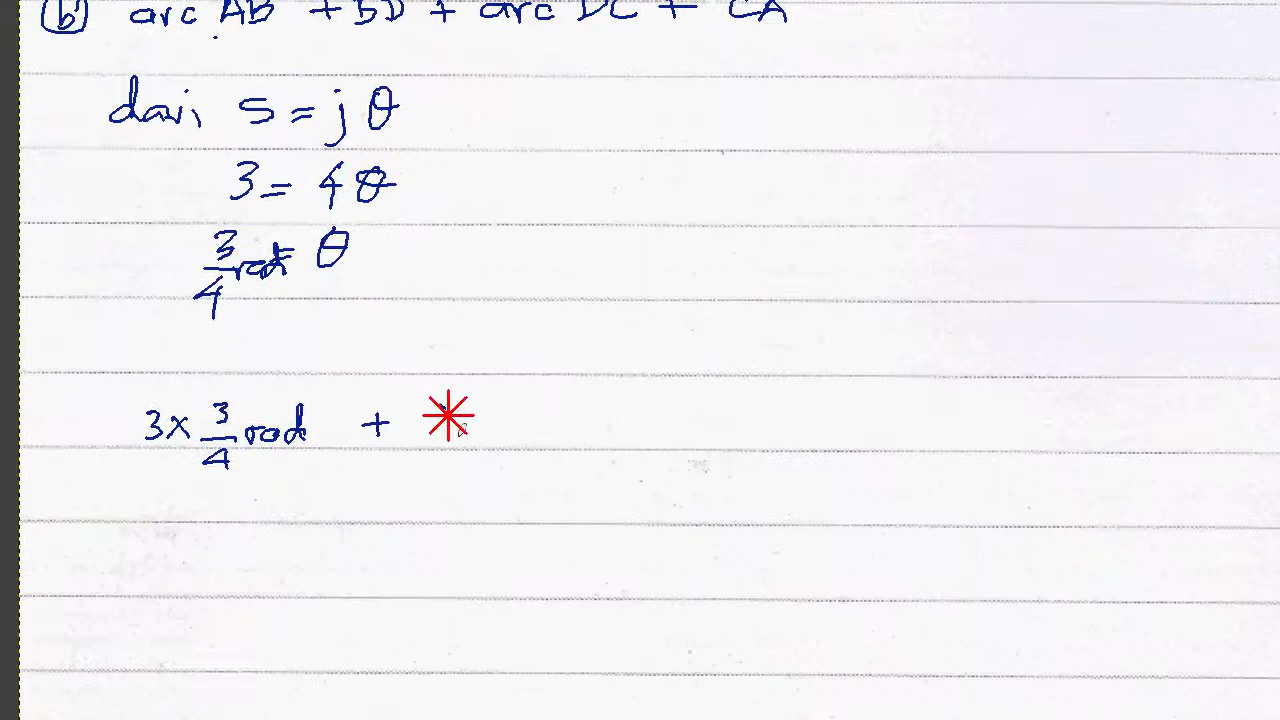 (b) arc AB + BD + arc DC + CA
dari s = jθ
3 = 4θ
3/4 rad = θ
3 × 3/4 rad +